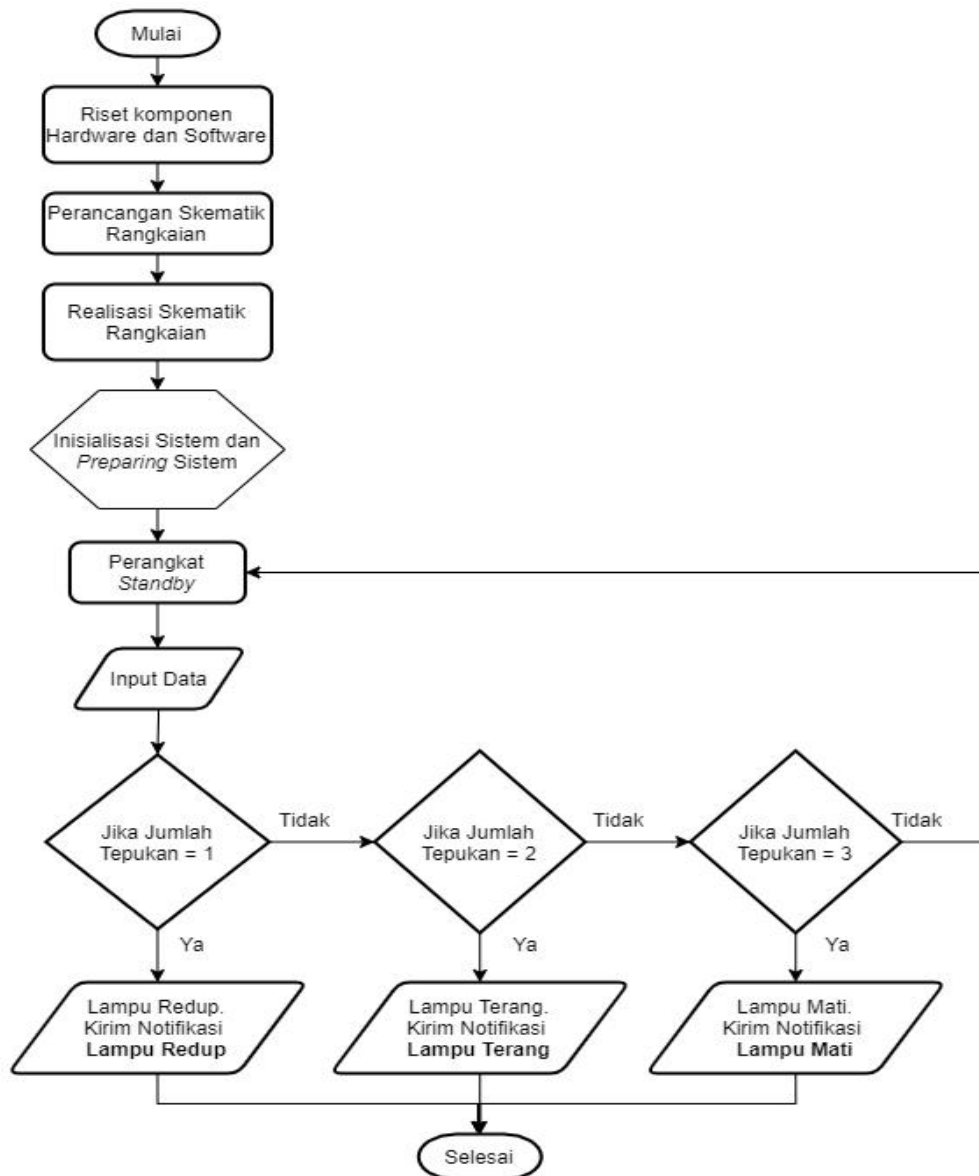 Mulai
Riset komponen
Hardware dan Software
Perancangan Skematik
Rangkaian
Realisasi Skematik
Rangkaian
Inisialisasi Sistem dan
Preparing Sistem
Perangkat
Standby
Input Data
Jika Jumlah
Tepukan = 1
Tidak
Jika Jumlah
Tepukan = 2
Tidak
Jika Jumlah
Tepukan = 3
Tidak
Ya
Ya
Ya
Lampu Redup.
Kirim Notifikasi
Lampu Redup
Lampu Terang.
Kirim Notifikasi
Lampu Terang
Lampu Mati.
Kirim Notifikasi
Lampu Mati
Selesai